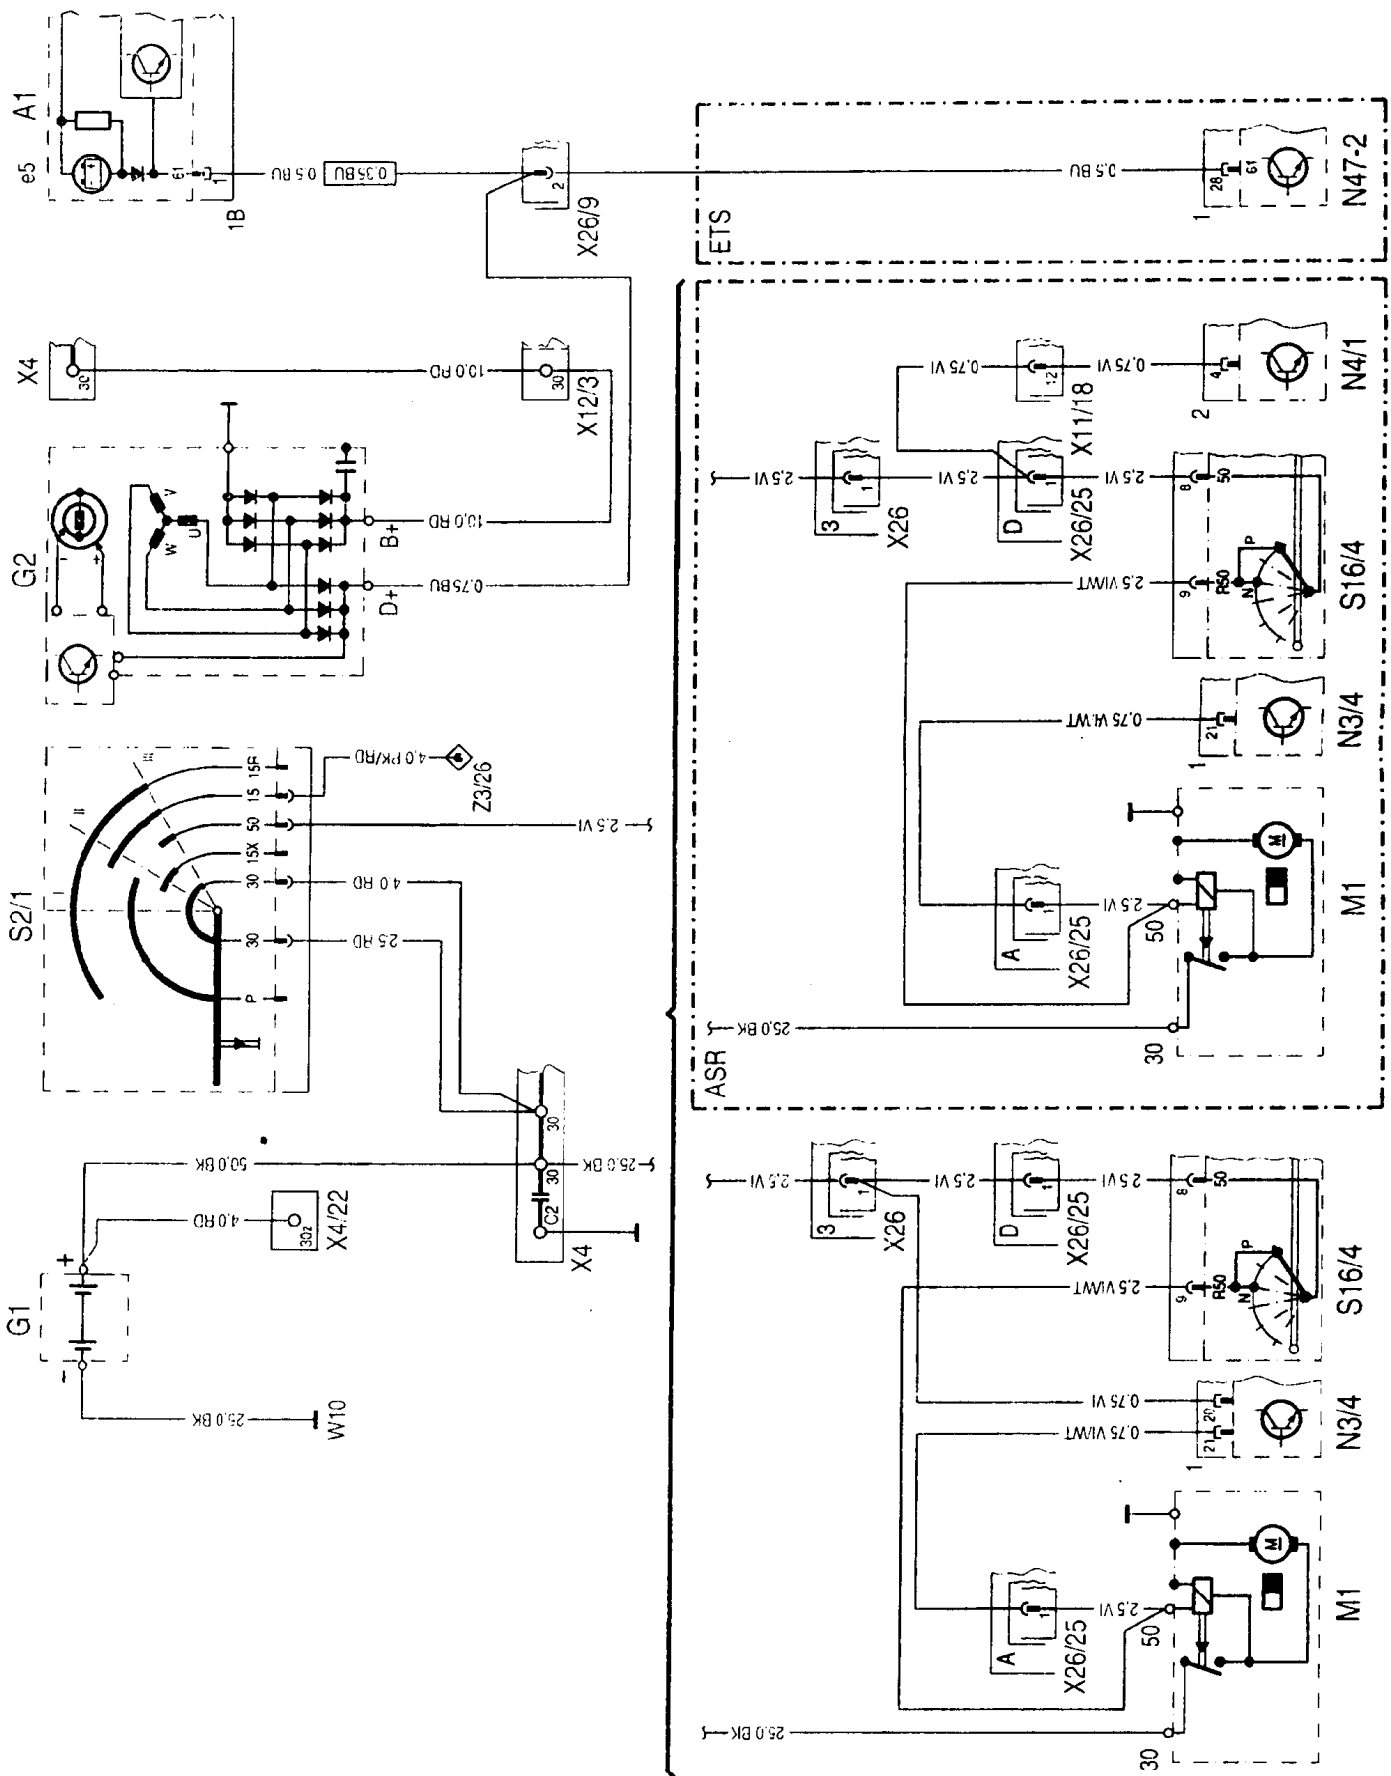 G1
−
+
25.0 BK
W10
50.0 BK
4.0 RD
302
X4/22
C2
30
30
X4
25.0 BK
S2/1
P
30
30
15X
50
15
15R
I
II
III
2.5 RD
4.0 RD
2.5 VI
4.0 PK/RD
Z3/26
G2
−
+
W
V
U
D+
B+
0.75 BU
10.0 RD
X4
30
10.0 RD
30
X12/3
A1
e5
61
1
1B
0.5 BU
0.35 BU
2
X26/9
25.0 BK
30
A
1
X26/25
2.5 VI
50
M
M1
0.75 VI/WT
0.75 VI
1
21
20
N3/4
2.5 VI/WT
2.5 VI
3
1
X26
2.5 VI
D
1
X26/25
2.5 VI
9
8
R50
50
N
P
S16/4
ASR
25.0 BK
30
A
1
X26/25
2.5 VI
50
M
M1
0.75 VI/WT
1
21
N3/4
2.5 VI/WT
2.5 VI
3
1
X26
2.5 VI
D
1
X26/25
2.5 VI
9
8
R50
50
N
P
S16/4
0.75 VI
12
X11/18
0.75 VI
2
4
N4/1
ETS
0.5 BU
1
28
61
N47-2